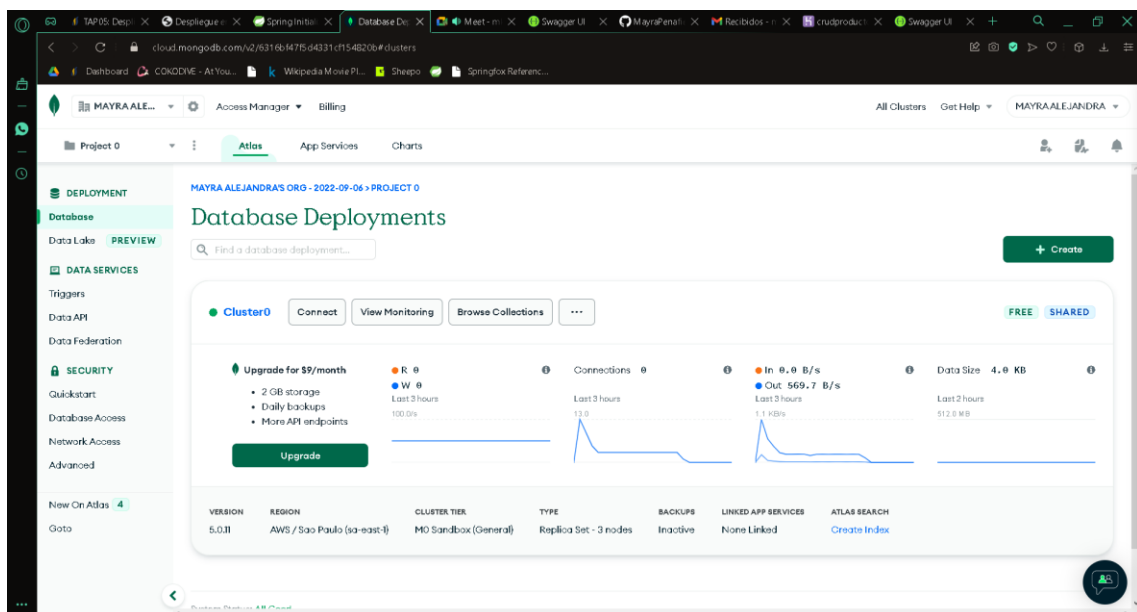 TAP05: Despl
Despliegue e
Spring Initial
Database Dep
Meet - m
Swagger UI
MayraPenafi
Recibidos - r
crudproduct
Swagger UI
cloud.mongodb.com/v2/6316bf47f5d4331cf154820b#clusters
Dashboard
COKODIVE - At You...
Wikipedia Movie Pl...
Sheepo
Springfox Referenc...
MAYRA ALE...
Access Manager
Billing
All Clusters
Get Help
MAYRA ALEJANDRA
Project 0
Atlas
App Services
Charts
DEPLOYMENT
Database
Data Lake PREVIEW
DATA SERVICES
Triggers
Data API
Data Federation
SECURITY
Quickstart
Database Access
Network Access
Advanced
New On Atlas 4
Goto
MAYRA ALEJANDRA'S ORG - 2022-09-06 > PROJECT 0
Database Deployments
Find a database deployment...
+ Create
Cluster0
Connect
View Monitoring
Browse Collections
...
FREE
SHARED
Upgrade for $9/month
• 2 GB storage
• Daily backups
• More API endpoints
Upgrade
R 0
W 0
Last 3 hours
100.0/s
Connections 0
Last 3 hours
13.0
In 0.0 B/s
Out 569.7 B/s
Last 3 hours
1.1 KB/s
Data Size 4.0 KB
Last 2 hours
512.0 MB
VERSION
5.0.11
REGION
AWS / Sao Paulo (sa-east-1)
CLUSTER TIER
M0 Sandbox (General)
TYPE
Replica Set - 3 nodes
BACKUPS
Inactive
LINKED APP SERVICES
None Linked
ATLAS SEARCH
Create Index
System Status: All Good